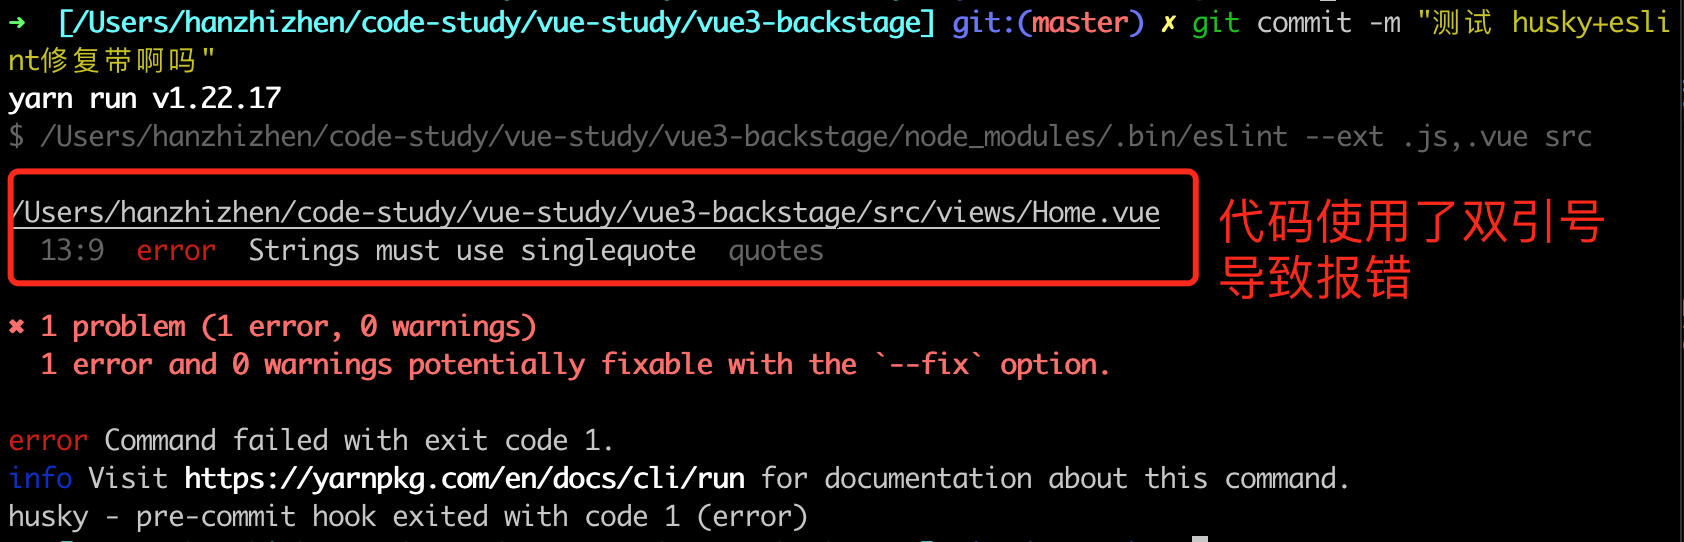 ➜  [/Users/hanzhizhen/code-study/vue-study/vue3-backstage] git:(master) ✗ git commit -m "测试 husky+esli
nt修复带啊吗"
yarn run v1.22.17
$ /Users/hanzhizhen/code-study/vue-study/vue3-backstage/node_modules/.bin/eslint --ext .js,.vue src
/Users/hanzhizhen/code-study/vue-study/vue3-backstage/src/views/Home.vue
13:9  error  Strings must use singlequote  quotes
代码使用了双引号
导致报错
✖ 1 problem (1 error, 0 warnings)
1 error and 0 warnings potentially fixable with the `--fix` option.
error Command failed with exit code 1.
info Visit https://yarnpkg.com/en/docs/cli/run for documentation about this command.
husky - pre-commit hook exited with code 1 (error)